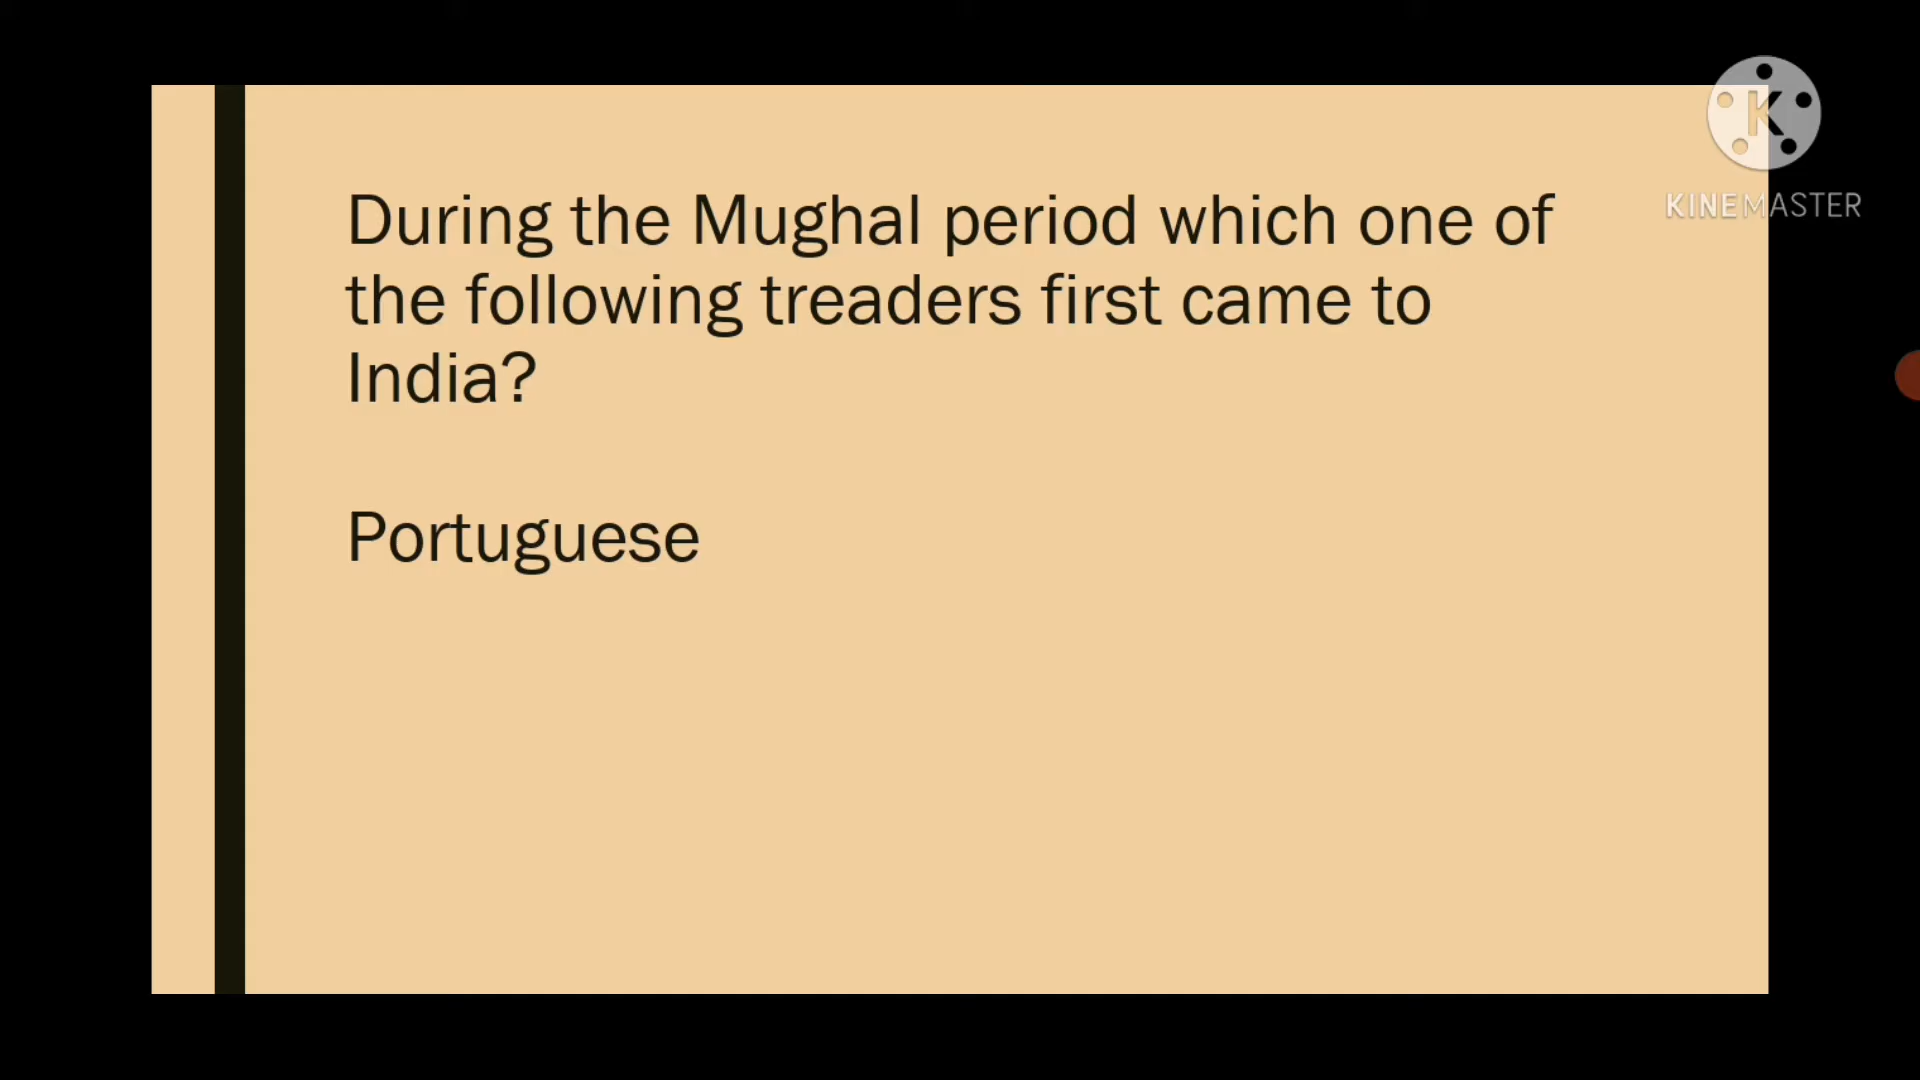 During the Mughal period which one of
the following treaders first came to
India?
Portuguese
K
KINEMASTER